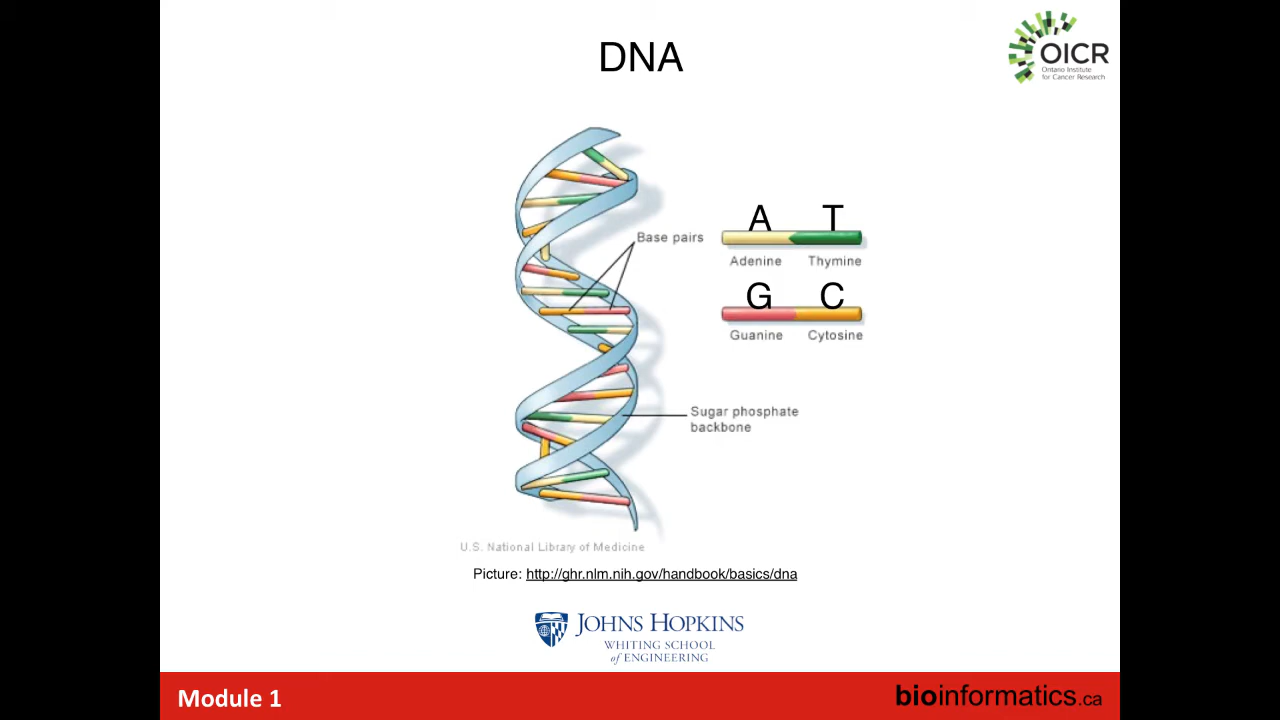 DNA
OICR
Ontario Institute
for Cancer Research
A T
Base pairs
Adenine Thymine
G C
Guanine Cytosine
Sugar phosphate
backbone
U.S. National Library of Medicine
Picture: http://ghr.nlm.nih.gov/handbook/basics/dna
JOHNS HOPKINS
WHITING SCHOOL
of ENGINEERING
Module 1
bioinformatics.ca